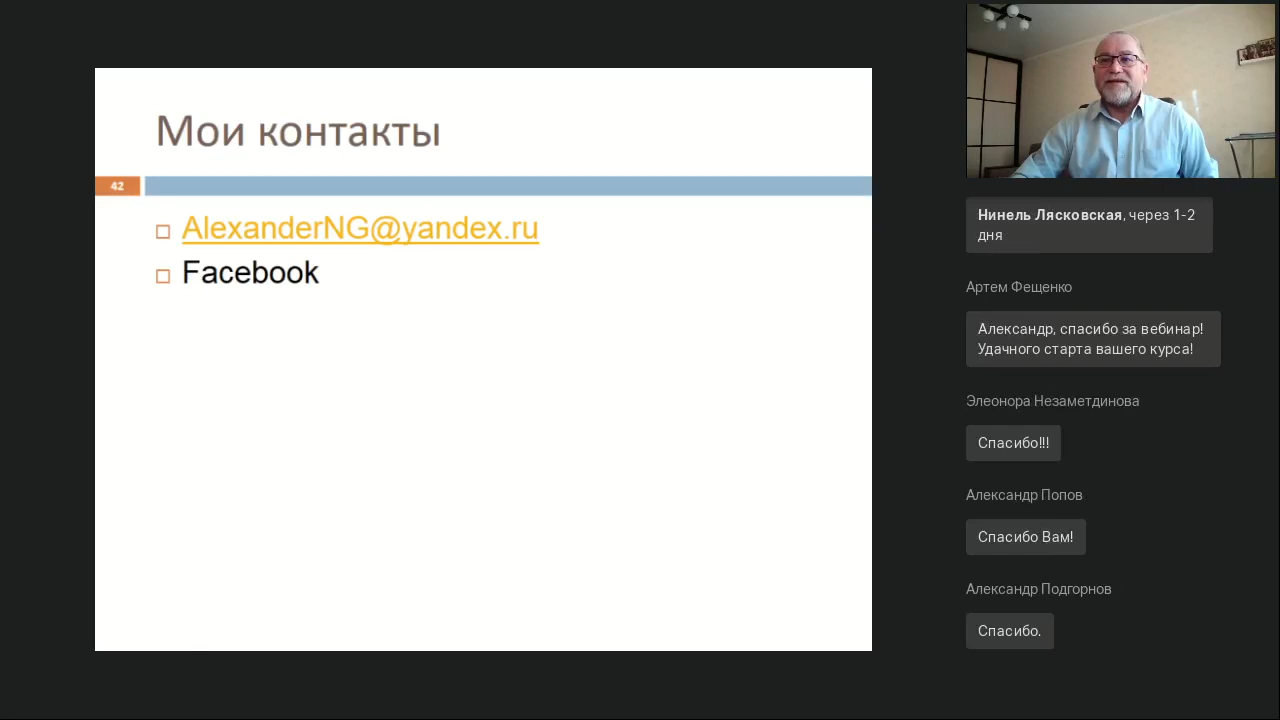 Мои контакты
42
AlexanderNG@yandex.ru
Facebook
Нинель Лясковская, через 1-2
дня
Артем Фещенко
Александр, спасибо за вебинар!
Удачного старта вашего курса!
Элеонора Незаметдинова
Спасибо!!!
Александр Попов
Спасибо Вам!
Александр Подгорнов
Спасибо.